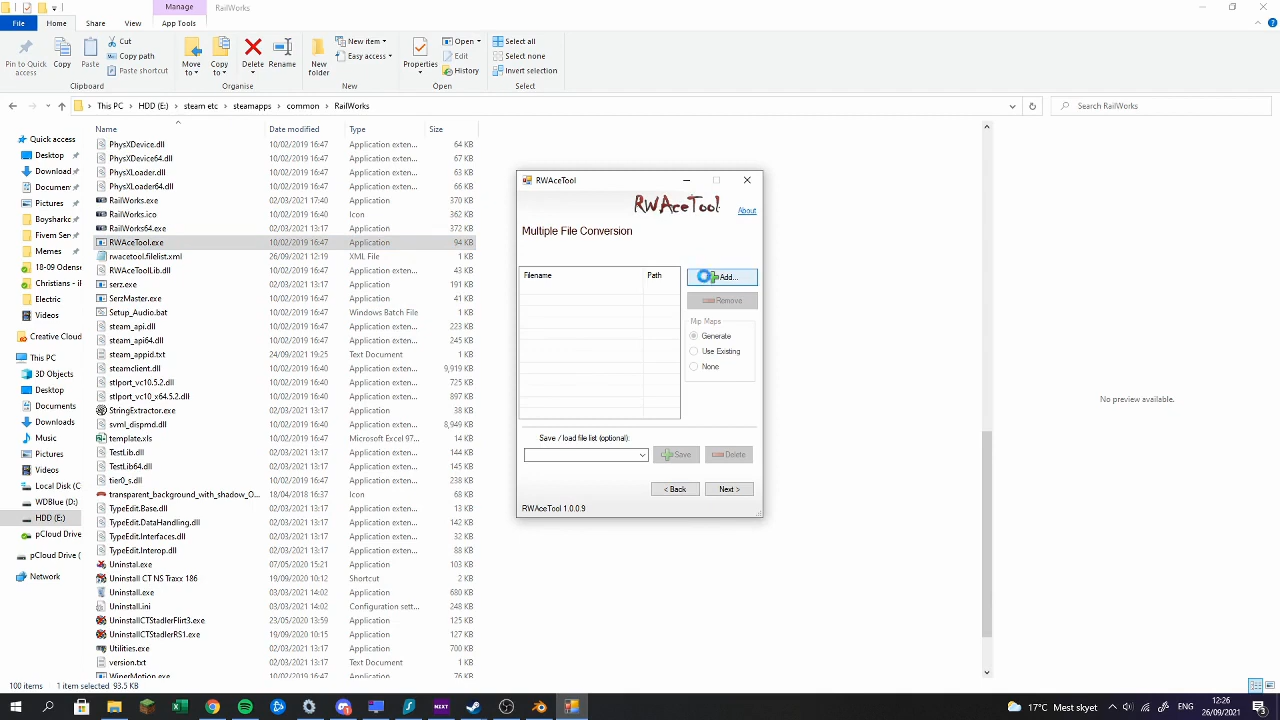 Manage RailWorks
File Home Share View App Tools
Pin to Quick access Copy Paste Cut Copy path Paste shortcut Move to Copy to Delete Rename New folder New item Easy access Properties Open Edit History Select all Select none Invert selection
Clipboard Organise New Open Select
This PC > HDD (E:) > steam etc > steamapps > common > RailWorks Search RailWorks
Name Date modified Type Size
PhysXDevice.dll 10/02/2019 16:47 Application exten... 64 KB
PhysXDevice64.dll 10/02/2019 16:47 Application exten... 67 KB
PhysXLoader.dll 10/02/2019 16:47 Application exten... 63 KB
PhysXLoader64.dll 10/02/2019 16:47 Application exten... 66 KB
RailWorks.exe 02/03/2021 17:40 Application 370 KB
RailWorks.ico 10/02/2019 16:47 Icon 362 KB
RailWorks64.exe 02/03/2021 13:17 Application 372 KB
RWAceTool.exe 10/02/2019 16:47 Application 94 KB
rwacetool.filelist.xml 26/09/2021 12:19 XML File 1 KB
RWAceToolLib.dll 10/02/2019 16:47 Application exten... 43 KB
serz.exe 02/03/2021 13:17 Application 191 KB
SerzMaster.exe 10/02/2019 16:47 Application 41 KB
Setup_Audio.bat 02/03/2021 13:17 Windows Batch File 1 KB
steam_api.dll 02/03/2021 13:17 Application exten... 223 KB
steam_api64.dll 02/03/2021 13:17 Application exten... 245 KB
steam_appid.txt 24/09/2021 19:25 Text Document 1 KB
steamclient.dll 10/02/2019 16:40 Application exten... 9,919 KB
stlport_vc10.5.2.dll 10/02/2019 16:40 Application exten... 725 KB
stlport_vc10_x64.5.2.dll 10/02/2019 16:40 Application exten... 897 KB
StringExtractor.exe 02/03/2021 13:17 Application 38 KB
svml_dispmd.dll 10/02/2019 16:40 Application exten... 8,949 KB
template.xls 10/02/2019 16:47 Microsoft Excel 97... 14 KB
TestLib.dll 02/03/2021 13:17 Application exten... 144 KB
TestLib64.dll 02/03/2021 13:17 Application exten... 146 KB
tier0_s.dll 10/02/2019 16:47 Application exten... 337 KB
transparent_background_with_shadow_O... 18/04/2018 16:37 Icon 68 KB
TypeEdit.Base.dll 02/03/2021 13:17 Application exten... 13 KB
TypeEdit.DataHandling.dll 02/03/2021 13:17 Application exten... 142 KB
TypeEdit.Interfaces.dll 02/03/2021 13:17 Application exten... 32 KB
TypeEdit.Interop.dll 02/03/2021 13:17 Application exten... 88 KB
Uninstal.exe 07/05/2020 15:21 Application 103 KB
Uninstall CT NS Traxx 186 19/09/2020 10:12 Shortcut 2 KB
Uninstall.exe 03/03/2021 14:02 Application 680 KB
Uninstall.ini 03/03/2021 14:02 Configuration sett... 248 KB
UninstallCTStadlerFlirt3.exe 23/05/2020 13:59 Application 125 KB
UninstallCTStadlerRS1.exe 19/09/2020 10:15 Application 127 KB
Utilities.exe 02/03/2021 13:17 Application 700 KB
version.txt 02/03/2021 13:17 Text Document 1 KB
WiperMotion.exe 10/02/2019 16:47 Application 76 KB
Quick access
Desktop
Download
Documen
Pictures
Boysharks
Fivem Serv
Memes
18-09 Odense
Christians - i
Electric
Videos
Creative Cloud
This PC
3D Objects
Desktop
Documents
Downloads
Music
Pictures
Videos
Local Disk (C
WDBlue (D:)
HDD (E:)
pCloud Drive
pCloud Drive (
Network
RWAceTool
RWAceTool
About
Multiple File Conversion
Filename Path
Add...
Remove
Mip Maps
Generate
Use Existing
None
Save / load file list (optional):
Save Delete
< Back Next >
RWAceTool 1.0.0.9
No preview available.
100 items 1 item selected 93.5 KB
NIXT 17°C Mest skyet ENG 12:26
26/09/2021 3